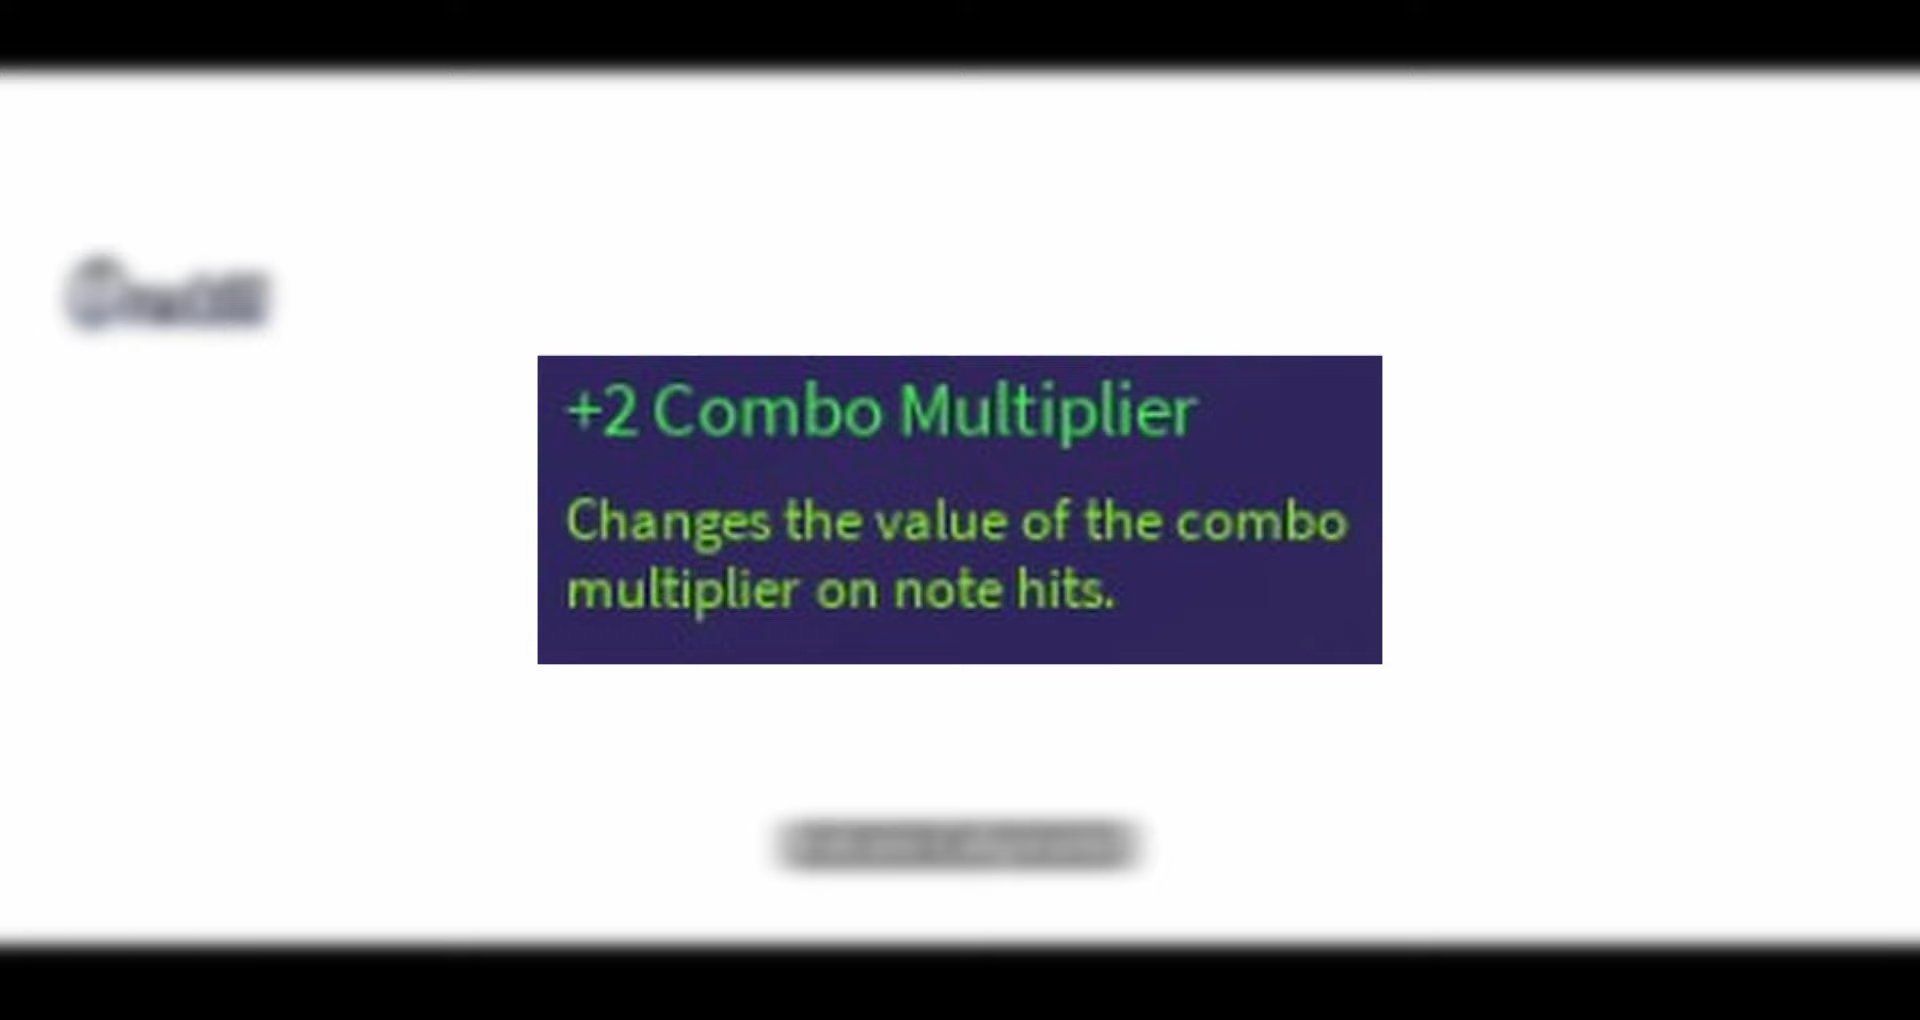 +2 Combo Multiplier
Changes the value of the combo
multiplier on note hits.